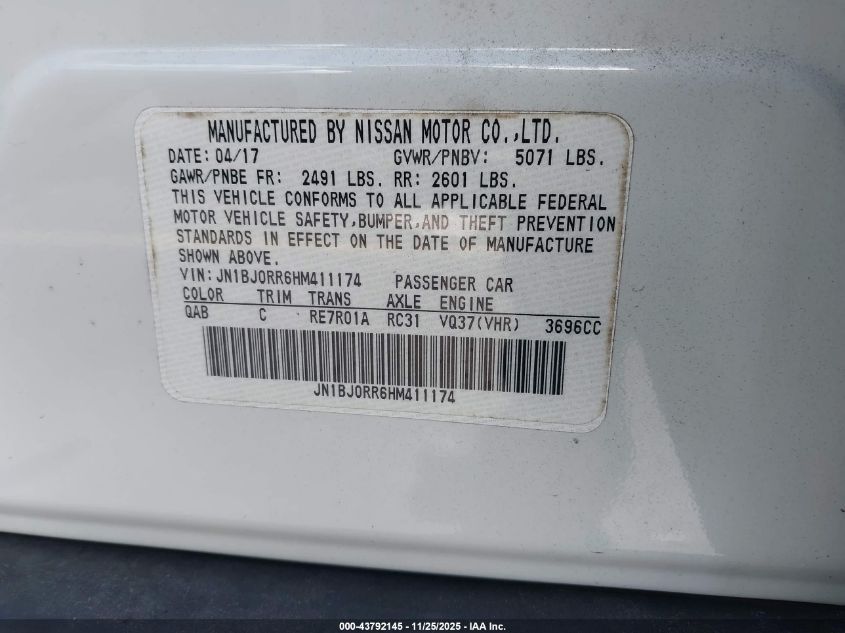 MANUFACTURED BY NISSAN MOTOR CO.,LTD.
DATE: 04/17 GVWR/PNBV: 5071 LBS.
GAWR/PNBE FR: 2491 LBS. RR: 2601 LBS.
THIS VEHICLE CONFORMS TO ALL APPLICABLE FEDERAL
MOTOR VEHICLE SAFETY,BUMPER,AND THEFT PREVENTION
STANDARDS IN EFFECT ON THE DATE OF MANUFACTURE
SHOWN ABOVE.
VIN:JN1BJ0RR6HM411174 PASSENGER CAR
COLOR TRIM TRANS AXLE ENGINE
QAB C RE7R01A RC31 VQ37(VHR) 3696CC
JN1BJ0RR6HM411174
000-43792145 - 11/25/2025 - IAA Inc.